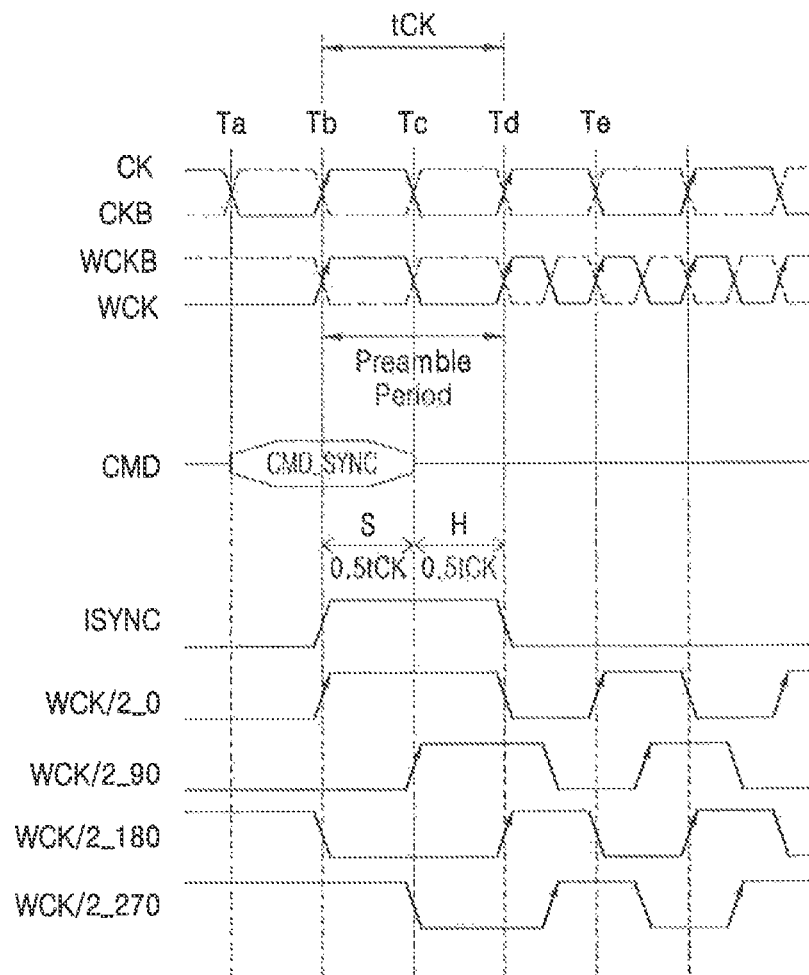 tCK
Ta Tb Tc Td Te
CK
CKB
WCKB
WCK
Preamble
Period
CMD CMD_SYNC
S H
0.5tCK 0.5tCK
ISYNC
WCK/2_0
WCK/2_90
WCK/2_180
WCK/2_270